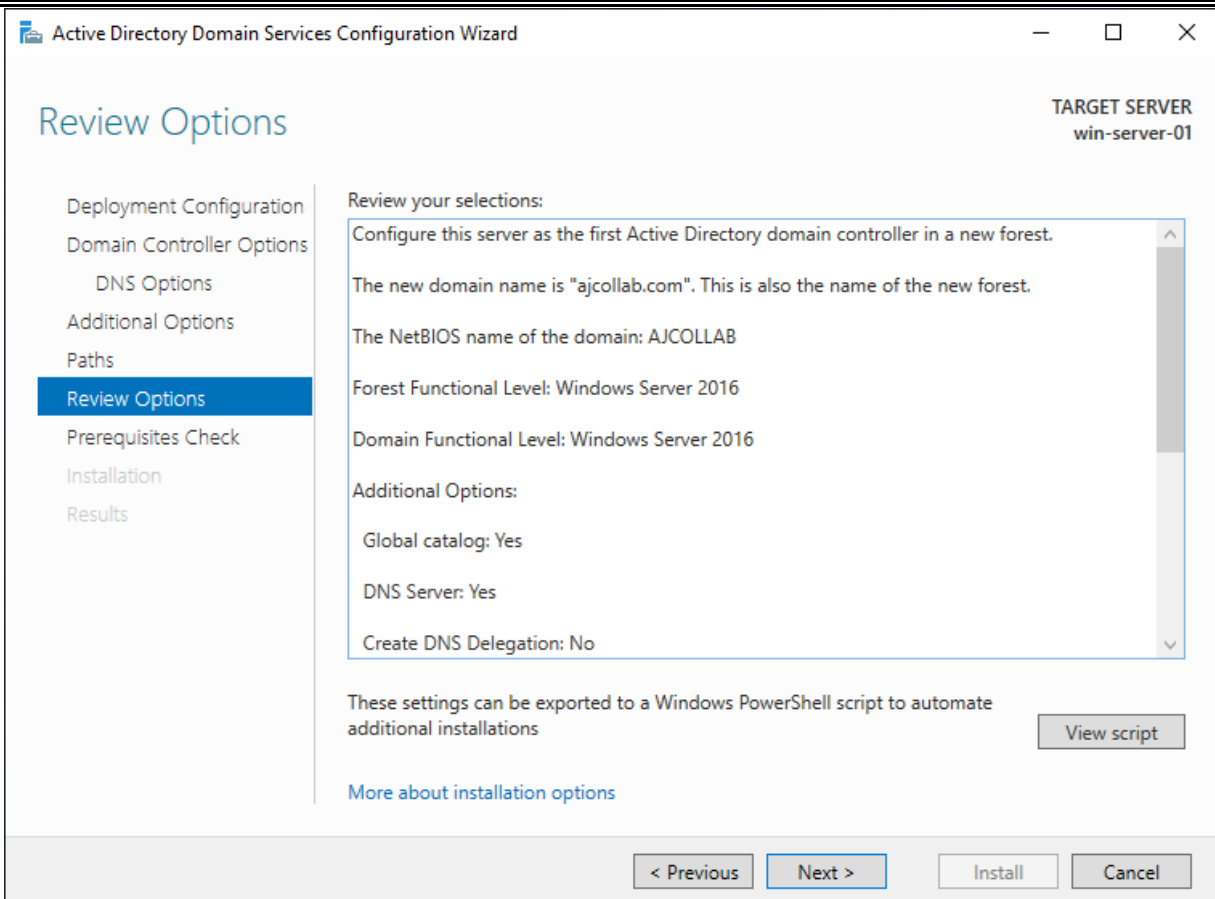 Active Directory Domain Services Configuration Wizard
Review Options
TARGET SERVER
win-server-01
Deployment Configuration
Domain Controller Options
DNS Options
Additional Options
Paths
Review Options
Prerequisites Check
Installation
Results
Review your selections:
Configure this server as the first Active Directory domain controller in a new forest.
The new domain name is "ajcollab.com". This is also the name of the new forest.
The NetBIOS name of the domain: AJCOLLAB
Forest Functional Level: Windows Server 2016
Domain Functional Level: Windows Server 2016
Additional Options:
Global catalog: Yes
DNS Server: Yes
Create DNS Delegation: No
These settings can be exported to a Windows PowerShell script to automate
additional installations
View script
More about installation options
< Previous
Next >
Install
Cancel